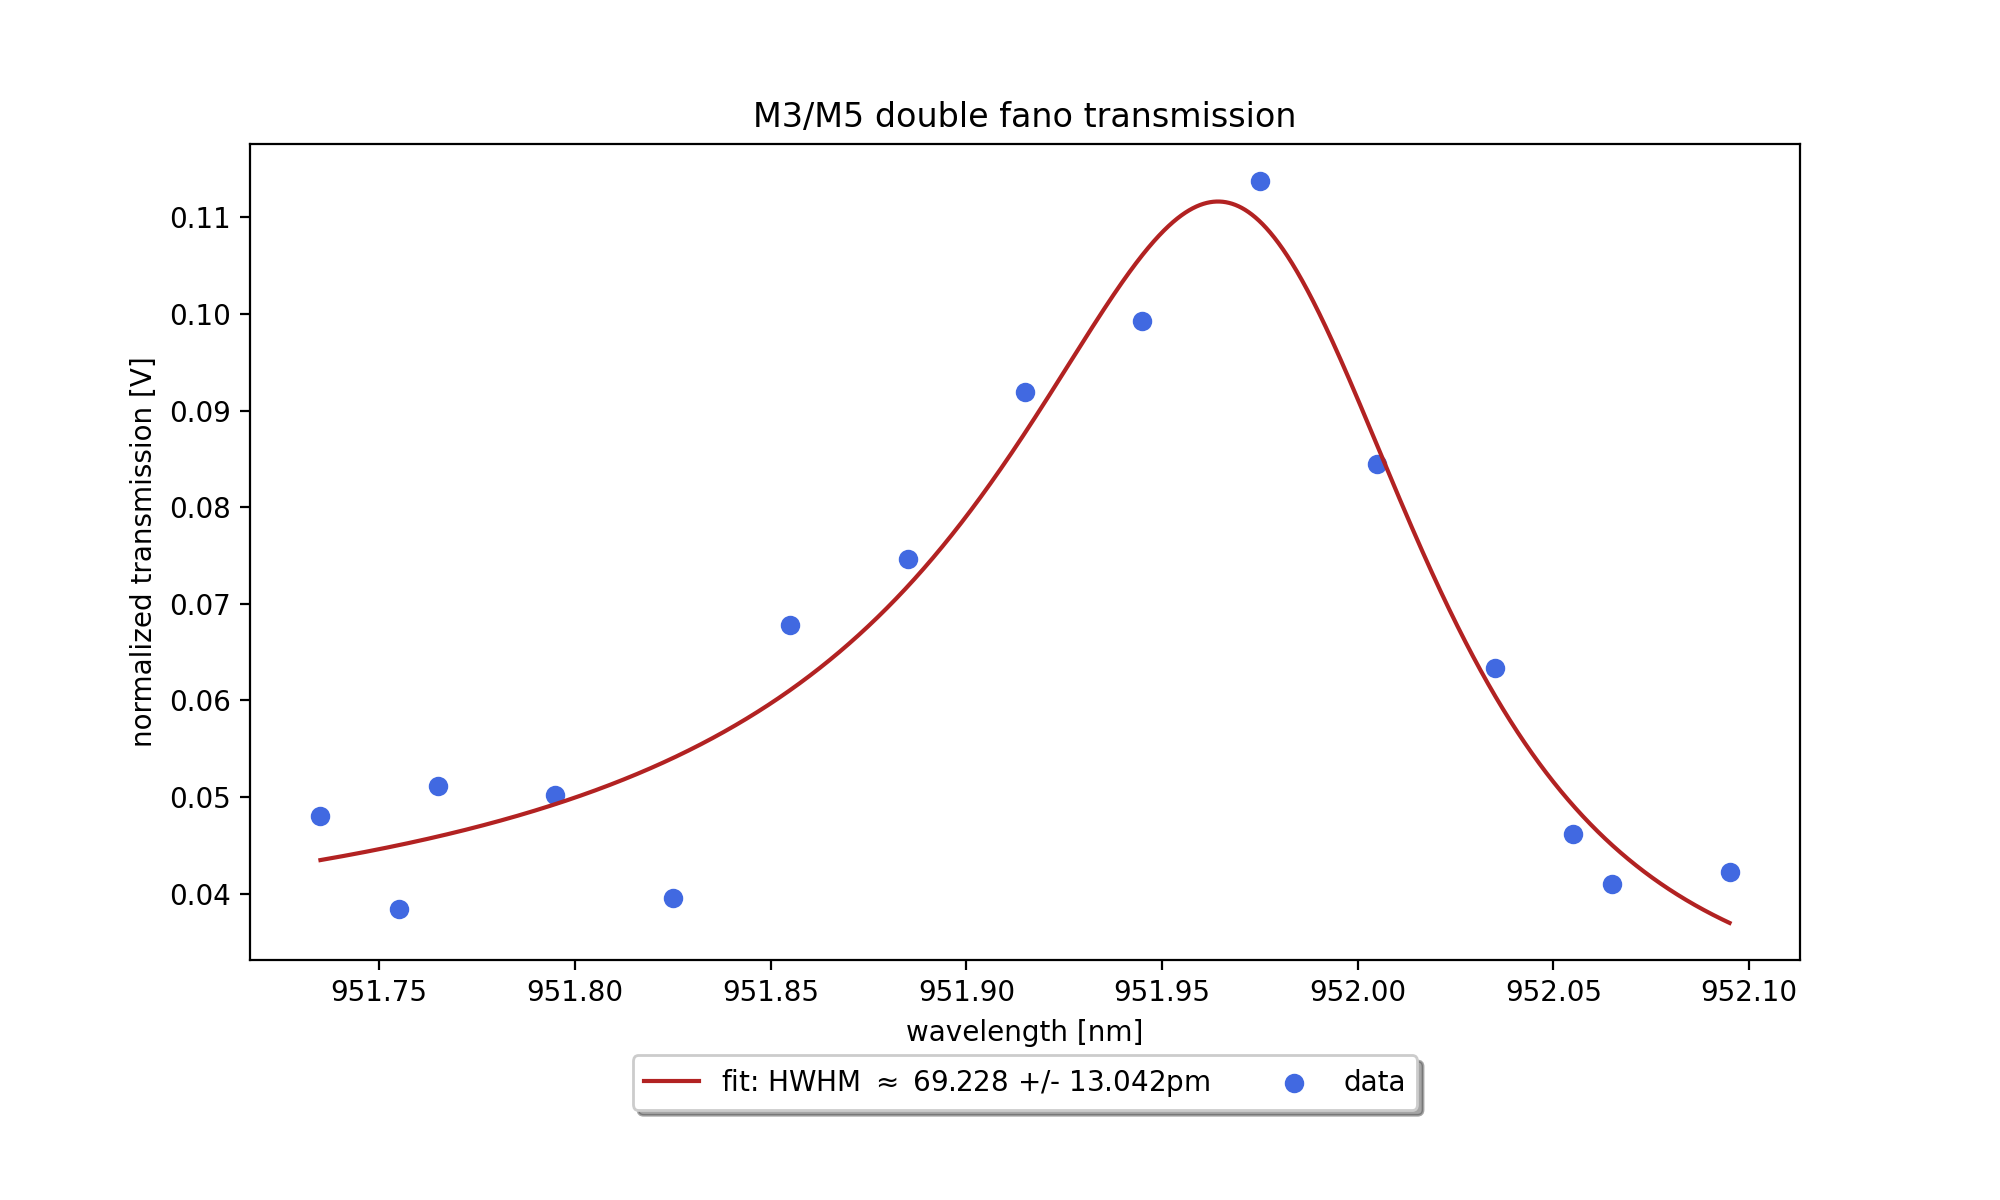 M3/M5 double fano transmission
normalized transmission [V]
0.11
0.10
0.09
0.08
0.07
0.06
0.05
0.04
951.75 951.80 951.85 951.90 951.95 952.00 952.05 952.10
wavelength [nm]
fit: HWHM ≈ 69.228 +/- 13.042pm data